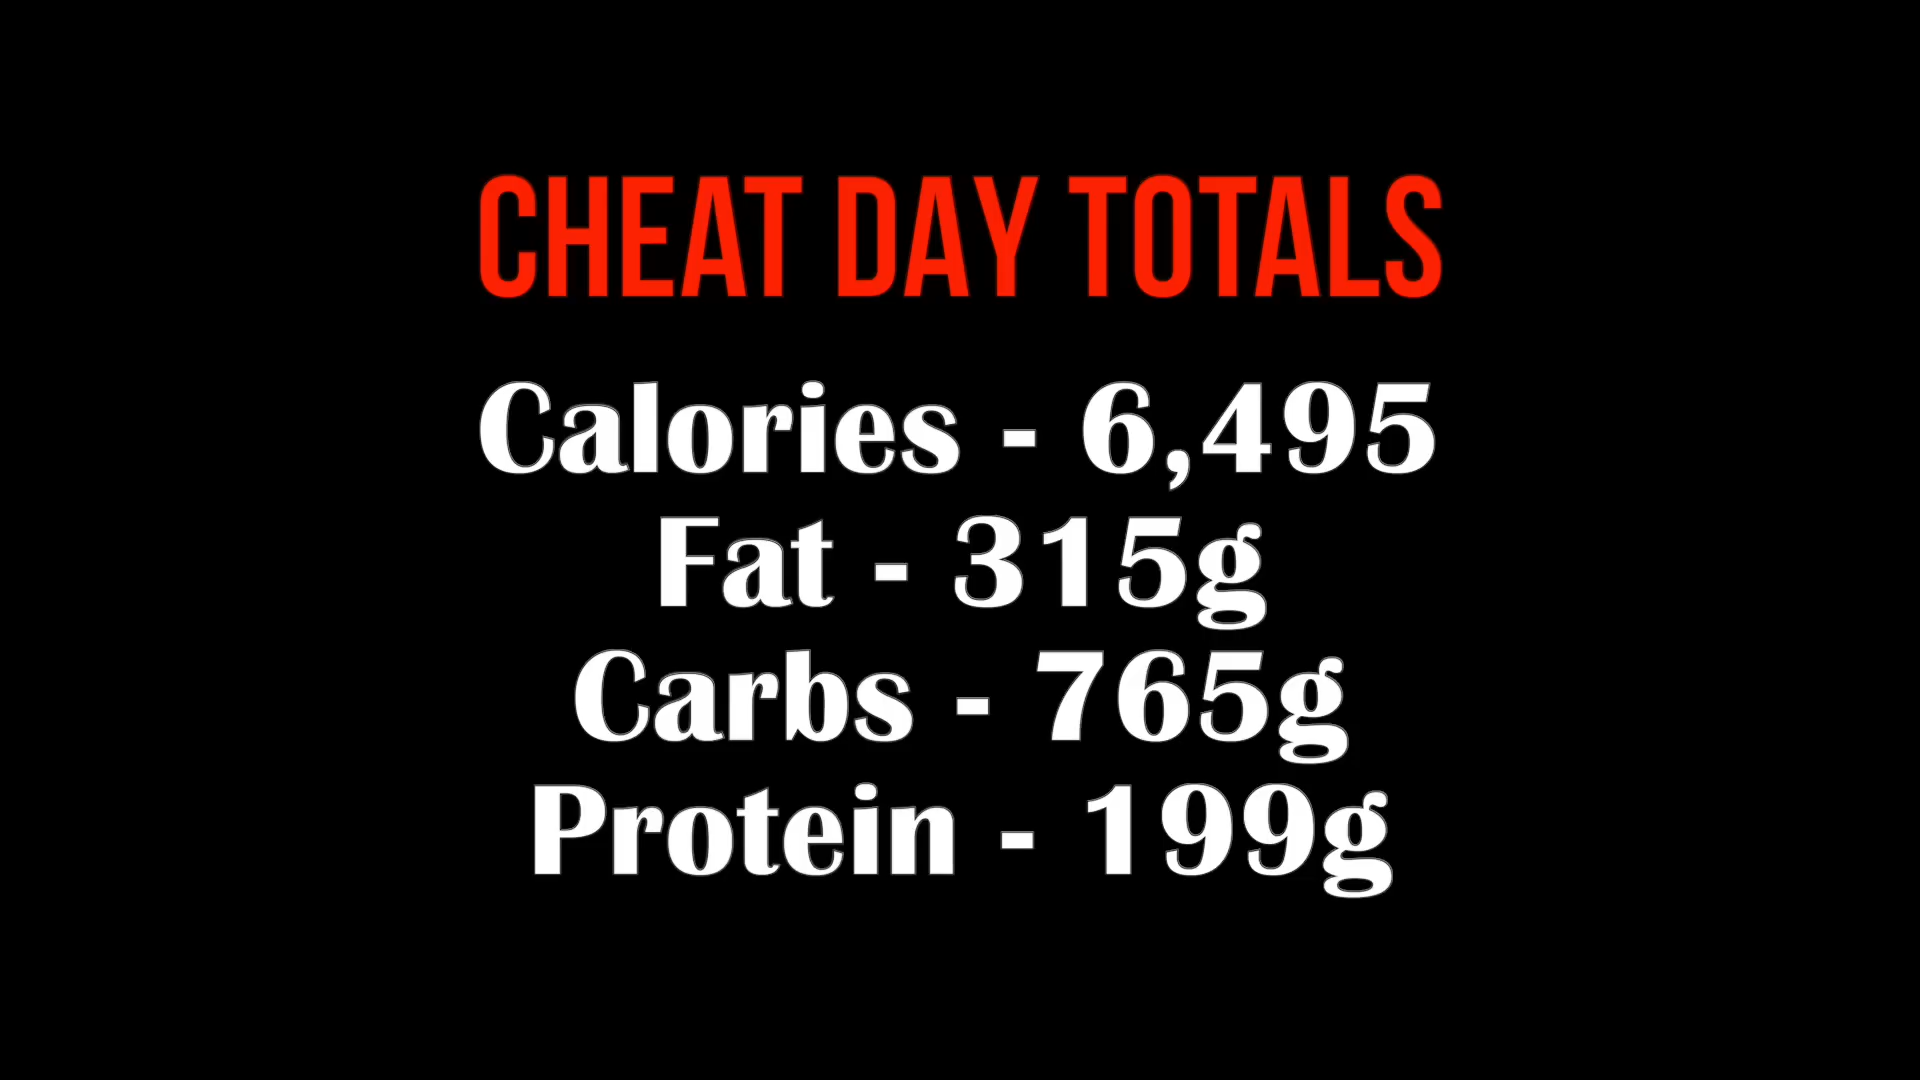 CHEAT DAY TOTALS
Calories - 6,495
Fat - 315g
Carbs - 765g
Protein - 199g